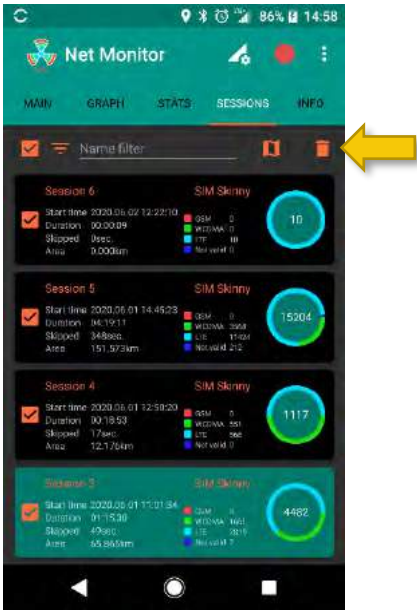 86% 14:58
Net Monitor
MAIN GRAPH STATS SESSIONS INFO
Name filter
Session 6 SIM Skinny
Start time 2020.06.02 12:22:10
Duration 00:00:09
Skipped 0sec.
Area 0.000km
GSM 0
WCDMA 0
LTE 10
Not valid 0
10
Session 5 SIM Skinny
Start time 2020.06.01 14:45:23
Duration 04:19:11
Skipped 348sec.
Area 151.573km
GSM 0
WCDMA
LTE
Not valid 212
15204
Session 4 SIM Skinny
Start time 2020.06.01 12:50:20
Duration 00:18:53
Skipped 17sec.
Area 12.176km
GSM 0
WCDMA 551
LTE 566
Not valid 0
1117
Session 3 SIM Skinny
Start time 2020.06.01 11:01:34
Duration 01:15:30
Skipped 49sec.
Area 65.865km
GSM 0
WCDMA
LTE
Not valid 7
4482